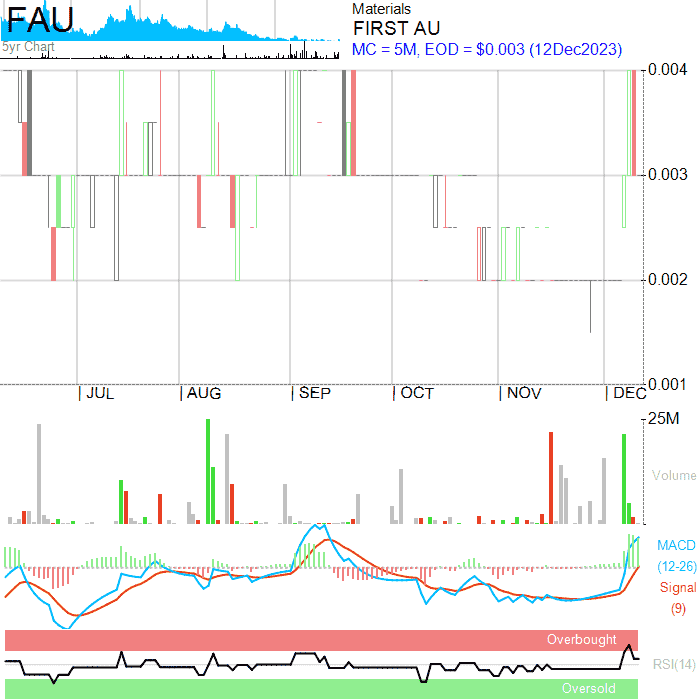 FAU
5yr Chart
Materials
FIRST AU
MC = 5M, EOD = $0.003 (12Dec2023)
0.004
0.003
0.002
0.001
JUL AUG SEP OCT NOV DEC
25M
Volume
MACD
(12-26)
Signal
(9)
Overbought
RSI(14)
Oversold